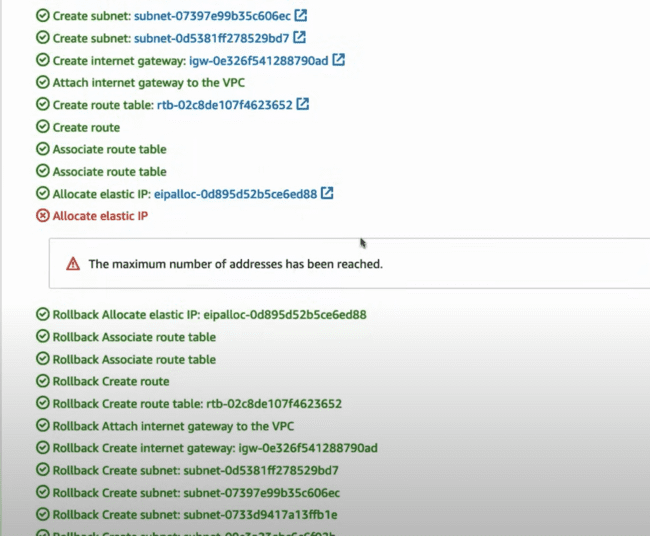 Create subnet: subnet-07397e99b35c606ec
Create subnet: subnet-0d5381ff278529bd7
Create internet gateway: igw-0e326f541288790ad
Attach internet gateway to the VPC
Create route table: rtb-02c8de107f4623652
Create route
Associate route table
Associate route table
Allocate elastic IP: eipalloc-0d895d52b5ce6ed88
Allocate elastic IP
The maximum number of addresses has been reached.
Rollback Allocate elastic IP: eipalloc-0d895d52b5ce6ed88
Rollback Associate route table
Rollback Associate route table
Rollback Create route
Rollback Create route table: rtb-02c8de107f4623652
Rollback Attach internet gateway to the VPC
Rollback Create internet gateway: igw-0e326f541288790ad
Rollback Create subnet: subnet-0d5381ff278529bd7
Rollback Create subnet: subnet-07397e99b35c606ec
Rollback Create subnet: subnet-0733d9417a13ffb1e
Rollback Create subnet: